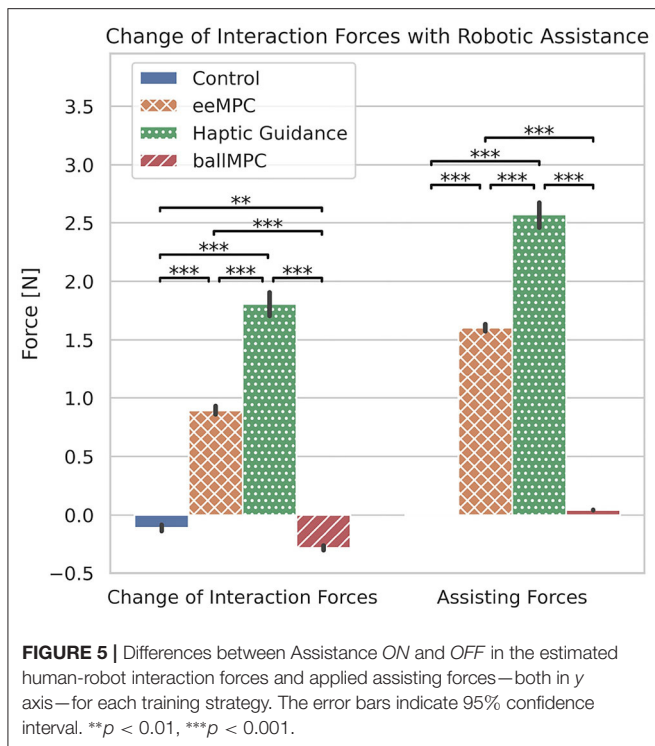 Change of Interaction Forces with Robotic Assistance
Control
eeMPC
Haptic Guidance
ballMPC
Force [N]
3.5
3.0
2.5
2.0
1.5
1.0
0.5
0.0
−0.5
**
***
***
*** *** ***
***
***
*** *** ***
Change of Interaction Forces
Assisting Forces
FIGURE 5 | Differences between Assistance ON and OFF in the estimated
human-robot interaction forces and applied assisting forces—both in y
axis—for each training strategy. The error bars indicate 95% confidence
interval. **p < 0.01, ***p < 0.001.